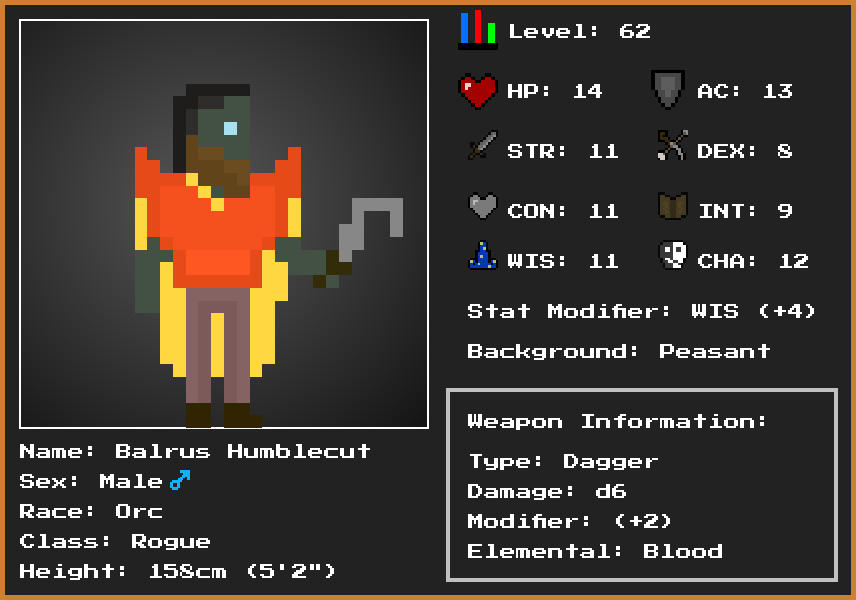 Level: 62
HP: 14 AC: 13
STR: 11 DEX: 8
CON: 11 INT: 9
WIS: 11 CHA: 12
Stat Modifier: WIS (+4)
Background: Peasant
Weapon Information:
Type: Dagger
Damage: d6
Modifier: (+2)
Elemental: Blood
Name: Balrus Humblecut
Sex: Male♂
Race: Orc
Class: Rogue
Height: 158cm (5'2")